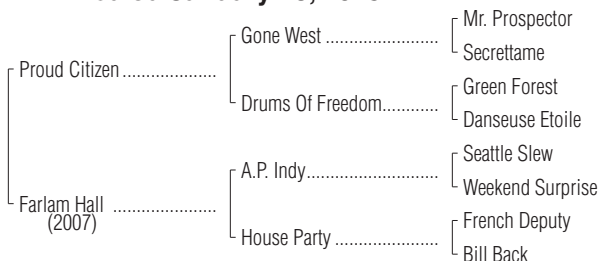 Gone West
Mr. Prospector
Secrettame
Proud Citizen
Drums Of Freedom
Green Forest
Danseuse Etoile
A.P. Indy
Seattle Slew
Weekend Surprise
Farlam Hall
(2007)
House Party
French Deputy
Bill Back